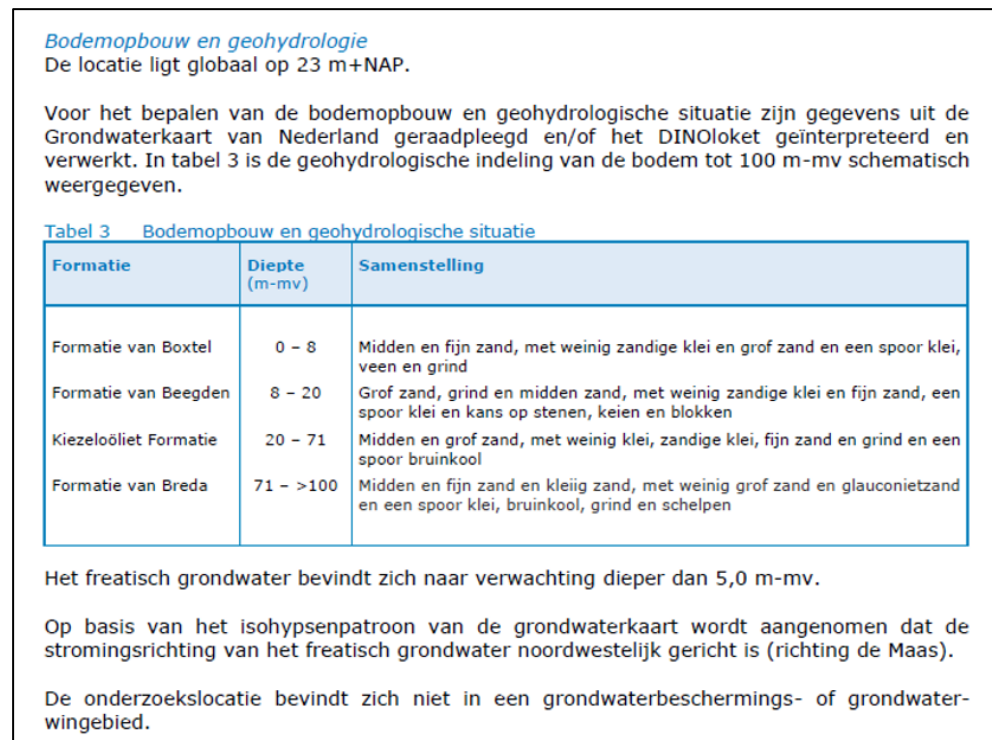 Bodemopbouw en geohydrologie
De locatie ligt globaal op 23 m+NAP.
Voor het bepalen van de bodemopbouw en geohydrologische situatie zijn gegevens uit de
Grondwaterkaart van Nederland geraadpleegd en/of het DINOloket geïnterpreteerd en
verwerkt. In tabel 3 is de geohydrologische indeling van de bodem tot 100 m-mv schematisch
weergegeven.
Tabel 3 Bodemopbouw en geohydrologische situatie
Formatie Diepte Samenstelling
(m-mv)
Formatie van Boxtel 0 – 8 Midden en fijn zand, met weinig zandige klei en grof zand en een spoor klei,
veen en grind
Formatie van Beegden 8 – 20 Grof zand, grind en midden zand, met weinig zandige klei en fijn zand, een
spoor klei en kans op stenen, keien en blokken
Kiezeloöliet Formatie 20 – 71 Midden en grof zand, met weinig klei, zandige klei, fijn zand en grind en een
spoor bruinkool
Formatie van Breda 71 – >100 Midden en fijn zand en kleiig zand, met weinig grof zand en glauconietzand
en een spoor klei, bruinkool, grind en schelpen
Het freatisch grondwater bevindt zich naar verwachting dieper dan 5,0 m-mv.
Op basis van het isohypsenpatroon van de grondwaterkaart wordt aangenomen dat de
stromingsrichting van het freatisch grondwater noordwestelijk gericht is (richting de Maas).
De onderzoekslocatie bevindt zich niet in een grondwaterbeschermings- of grondwater-
wingebied.